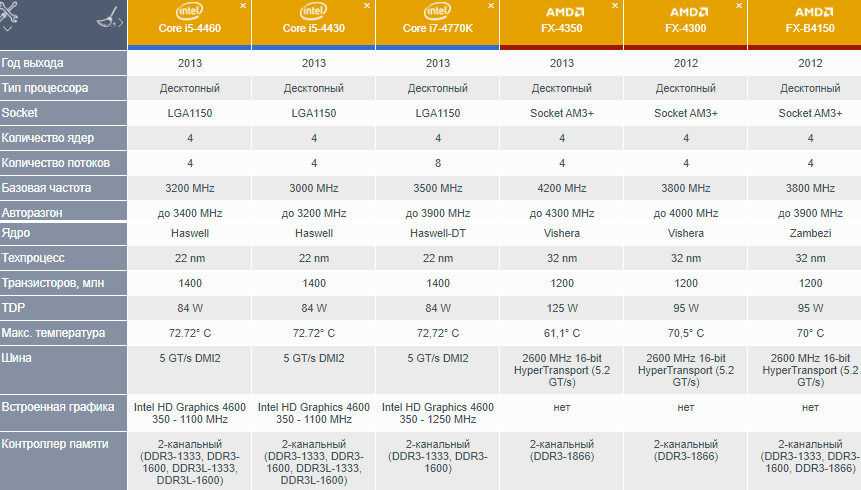 intel intel intel AMD AMD AMD
Core i5-4460 Core i5-4430 Core i7-4770K FX-4350 FX-4300 FX-B4150
Год выхода 2013 2013 2013 2013 2012 2012
Тип процессора Десктопный Десктопный Десктопный Десктопный Десктопный Десктопный
Socket LGA1150 LGA1150 LGA1150 Socket AM3+ Socket AM3+ Socket AM3+
Количество ядер 4 4 4 4 4 4
Количество потоков 4 4 8 4 4 4
Базовая частота 3200 MHz 3000 MHz 3500 MHz 4200 MHz 3800 MHz 3800 MHz
Авторазгон до 3400 MHz до 3200 MHz до 3900 MHz до 4300 MHz до 4000 MHz до 3900 MHz
Ядро Haswell Haswell Haswell-DT Vishera Vishera Zambezi
Техпроцесс 22 nm 22 nm 22 nm 32 nm 32 nm 32 nm
Транзисторов, млн 1400 1400 1400 1200 1200 1200
TDP 84 W 84 W 84 W 125 W 95 W 95 W
Макс. температура 72.72° C 72.72° C 72,72° C 61,1° C 70,5° C 70° C
Шина 5 GT/s DMI2 5 GT/s DMI2 5 GT/s DMI2 2600 MHz 16-bit 2600 MHz 16-bit 2600 MHz 16-bit
HyperTransport (5.2 HyperTransport (5.2 HyperTransport (5.2
GT/s) GT/s) GT/s)
Встроенная графика Intel HD Graphics 4600 Intel HD Graphics 4600 Intel HD Graphics 4600 нет нет нет
350 - 1100 MHz 350 - 1100 MHz 350 - 1250 MHz
Контроллер памяти 2-канальный 2-канальный 2-канальный 2-канальный 2-канальный 2-канальный
(DDR3-1333, DDR3- (DDR3-1333, DDR3- (DDR3-1333, DDR3- (DDR3-1866) (DDR3-1866) (DDR3-1333, DDR3-
1600, DDR3L-1333, 1600, DDR3L-1333, 1600) 1600, DDR3-1866)
DDR3L-1600) DDR3L-1600)